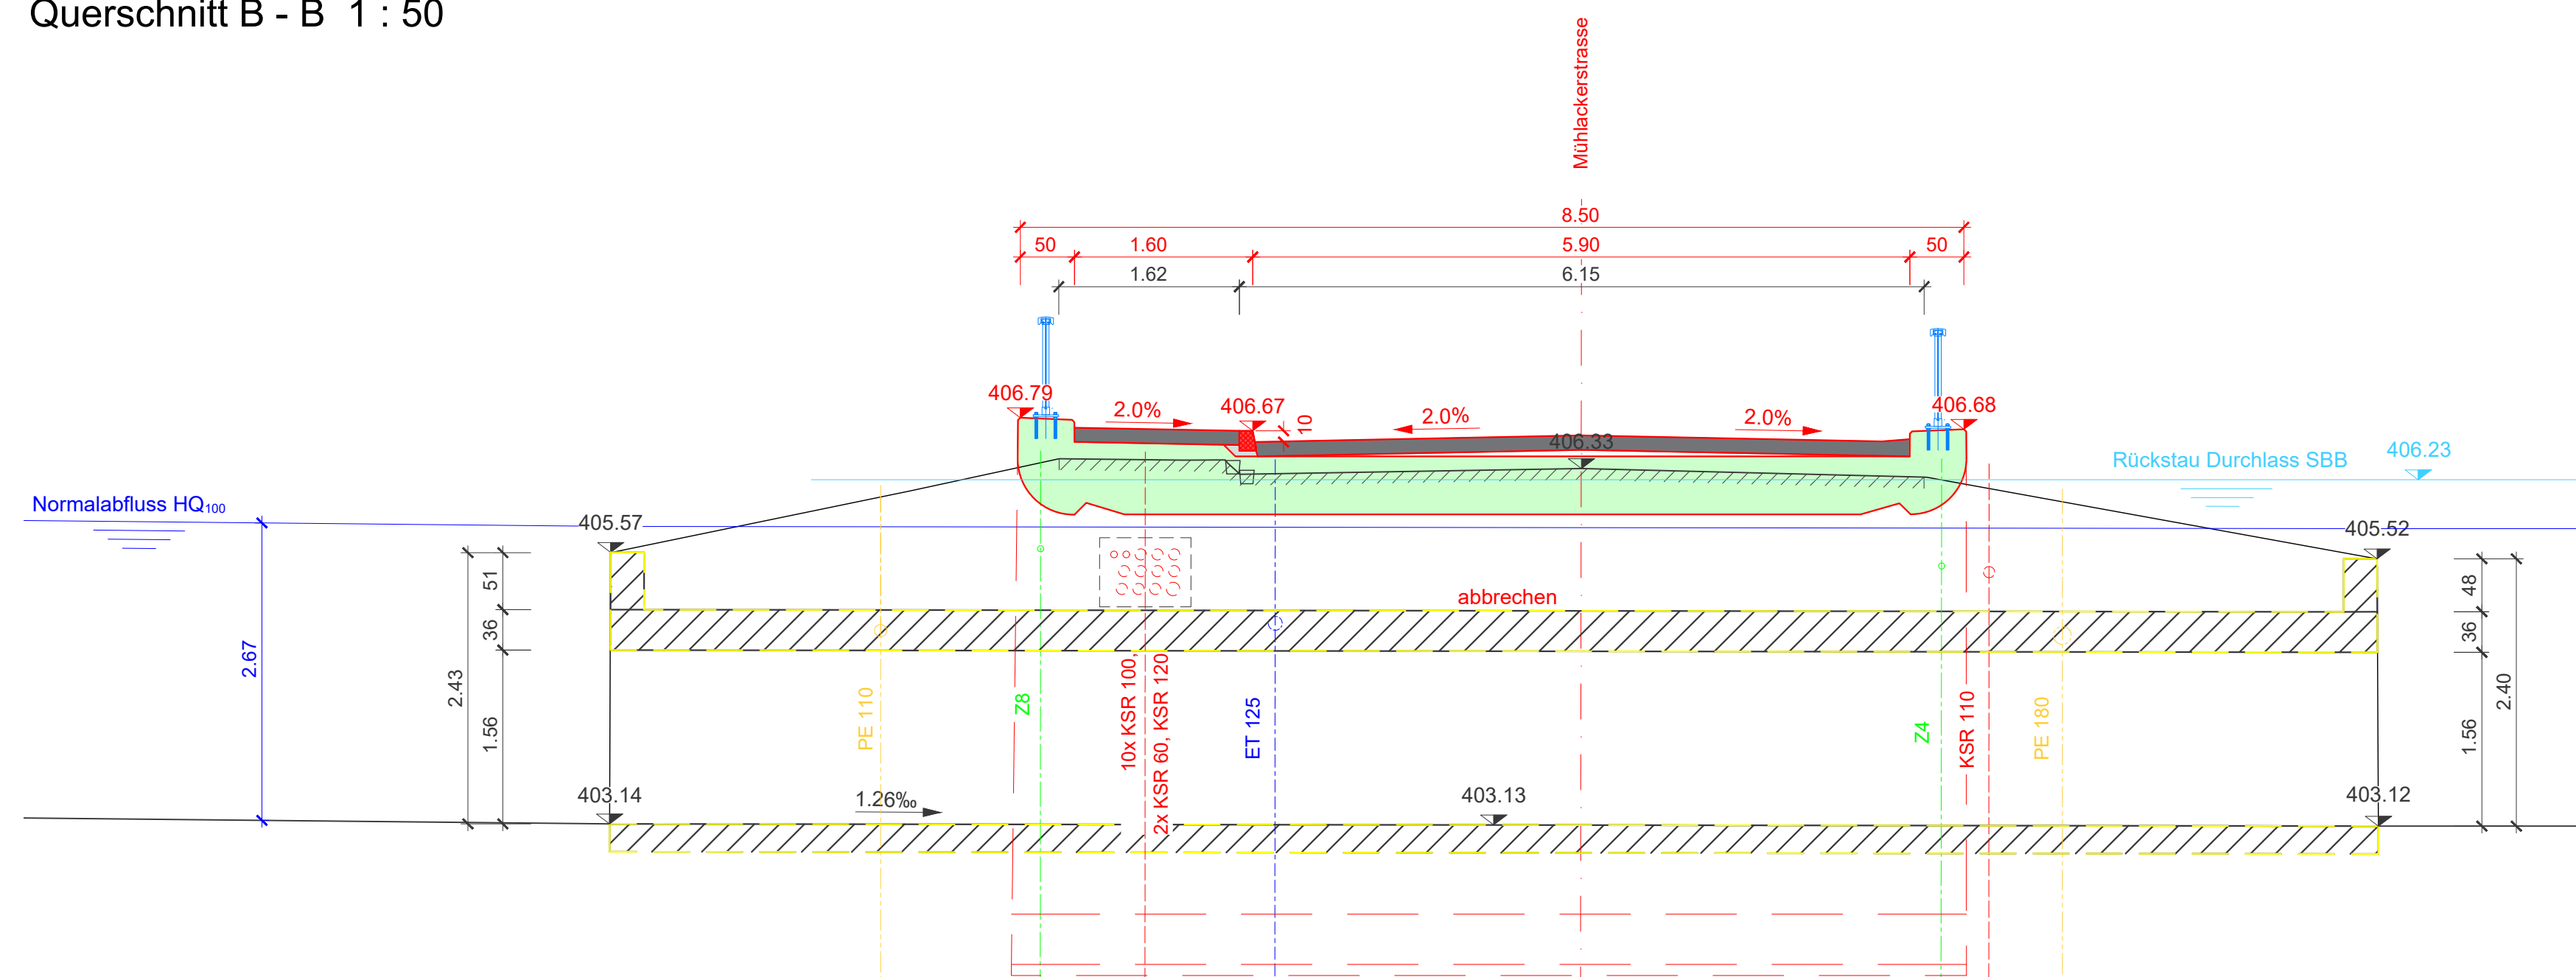 Querschnitt B - B 1 : 50
Mühlackerstrasse
8.50
50 1.60 5.90 50
1.62 6.15
406.79 2.0% 406.67 10 2.0% 2.0% 406.68
406.33
Rückstau Durchlass SBB 406.23
Normalabfluss HQ100
405.57 405.52
51 48
abbrechen
36 36
2.67 2.43 1.56
PE 110
Z8
10x KSR 100,
2x KSR 60, KSR 120
ET 125
Z4
KSR 110
PE 180
1.56 2.40
403.14 1.26‰ 403.13 403.12